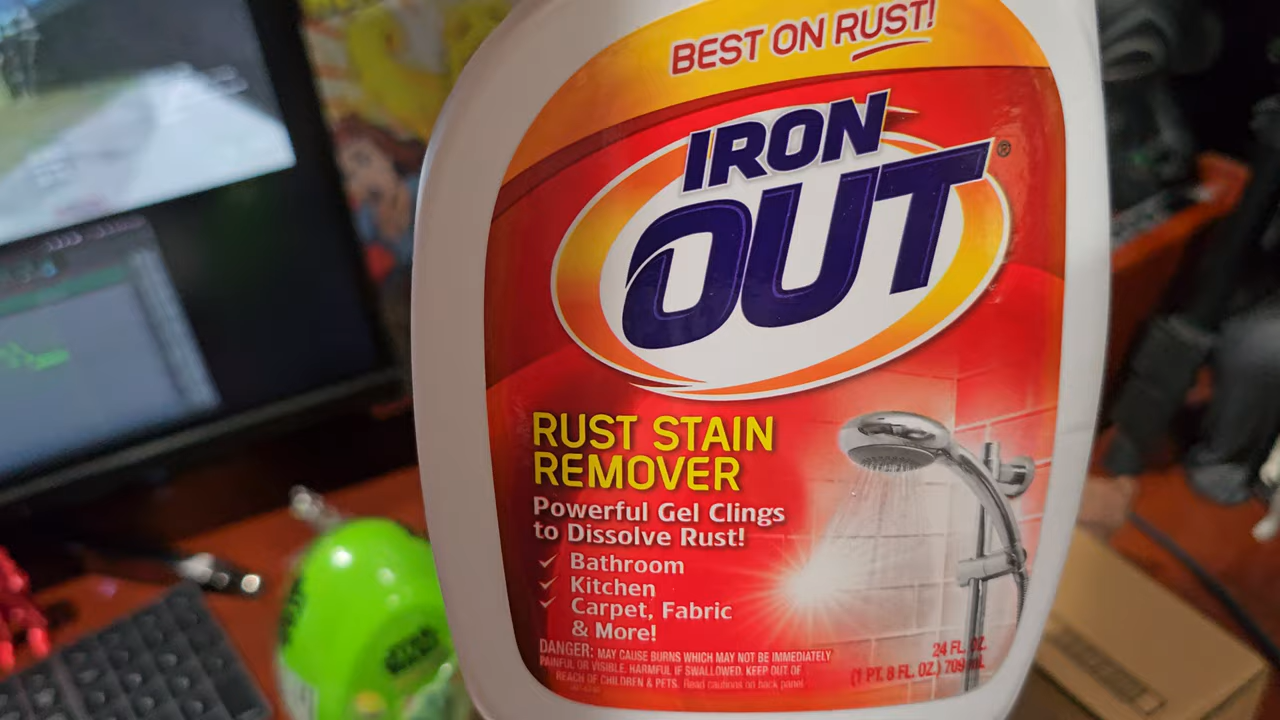 BEST ON RUST!
IRON
OUT®
RUST STAIN
REMOVER
Powerful Gel Clings
to Dissolve Rust!
✓ Bathroom
✓ Kitchen
✓ Carpet, Fabric
& More!
DANGER: MAY CAUSE BURNS WHICH MAY NOT BE IMMEDIATELY
PAINFUL OR VISIBLE. HARMFUL IF SWALLOWED. KEEP OUT OF
REACH OF CHILDREN & PETS. Read cautions on back panel
24 FL. OZ.
(1 PT. 8 FL. OZ.) 709 mL